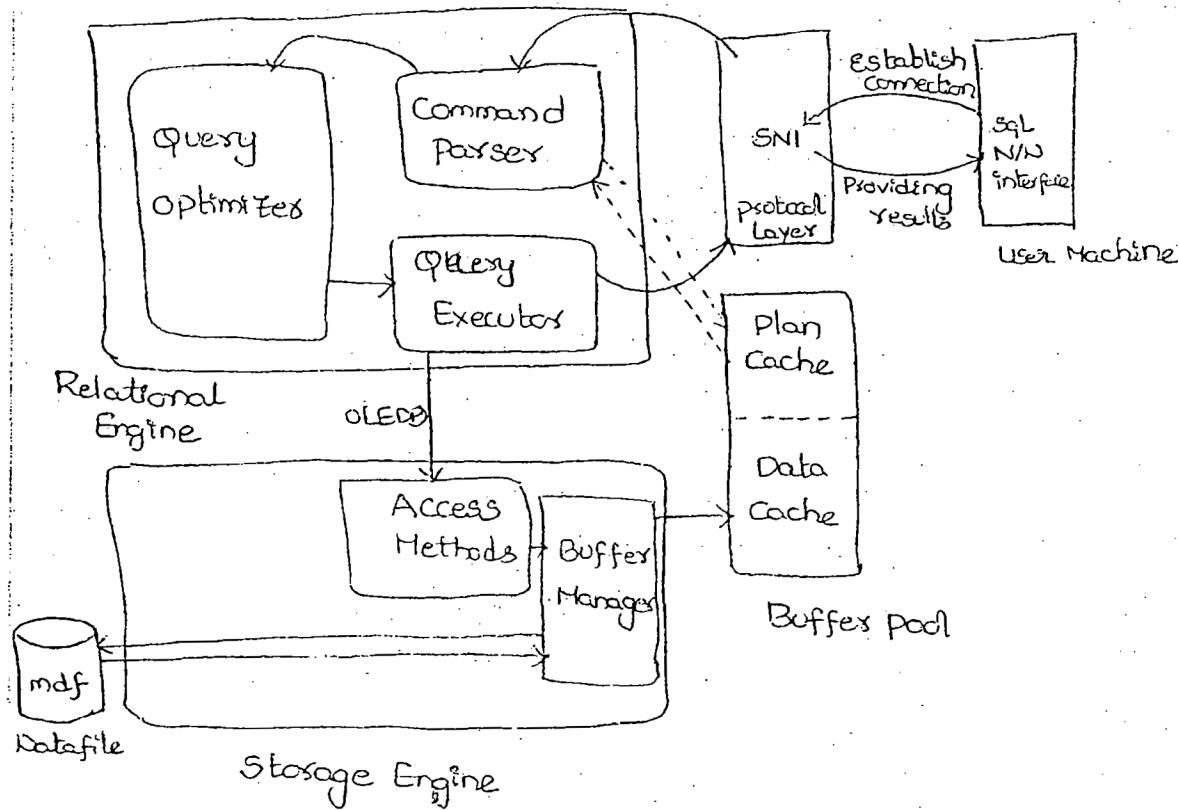 Query
Optimizer
Command
Parser
Query
Executor
Relational
Engine
SNI
Protocol
Layer
Establish
Connection
Providing
results
SQL
N/W
interface
User Machine
Plan
Cache
Data
Cache
Buffer Pool
OLEDB
Access
Methods
Buffer
Manager
mdf
Datafile
Storage Engine